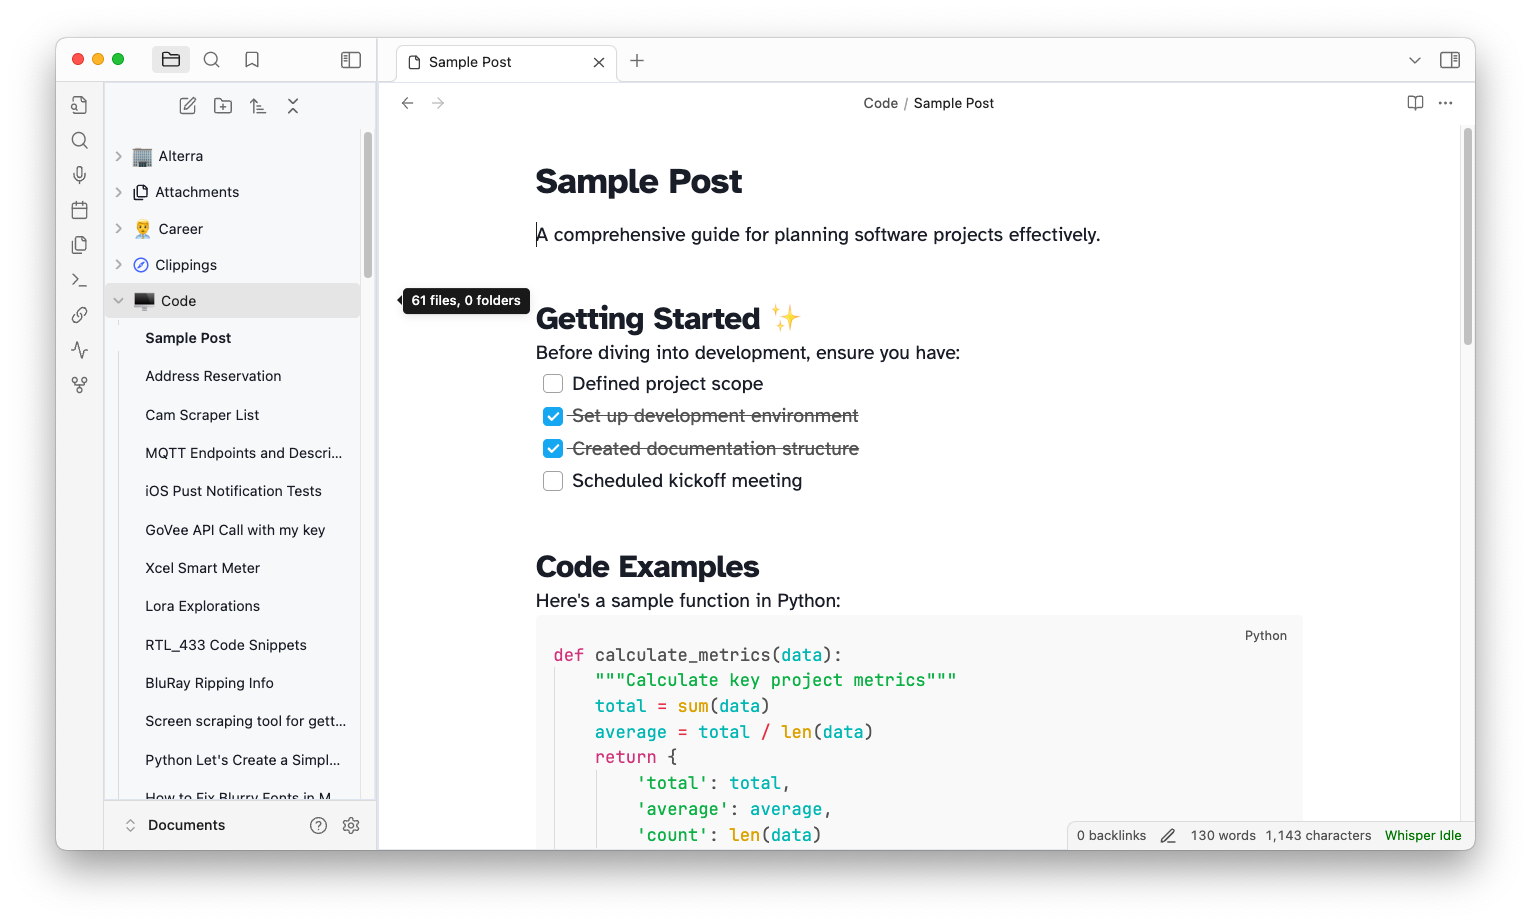 Sample Post
Code / Sample Post
Alterra
Attachments
Career
Clippings
Code
61 files, 0 folders
Sample Post
Address Reservation
Cam Scraper List
MQTT Endpoints and Descri...
iOS Pust Notification Tests
GoVee API Call with my key
Xcel Smart Meter
Lora Explorations
RTL_433 Code Snippets
BluRay Ripping Info
Screen scraping tool for gett...
Python Let's Create a Simpl...
How to Fix Blurry Fonts in M
Documents
Sample Post
A comprehensive guide for planning software projects effectively.
Getting Started ✨
Before diving into development, ensure you have:
Defined project scope
Set up development environment
Created documentation structure
Scheduled kickoff meeting
Code Examples
Here's a sample function in Python:
Python
def calculate_metrics(data):
    """Calculate key project metrics"""
    total = sum(data)
    average = total / len(data)
    return {
        'total': total,
        'average': average,
        'count': len(data)
0 backlinks 130 words 1,143 characters Whisper Idle